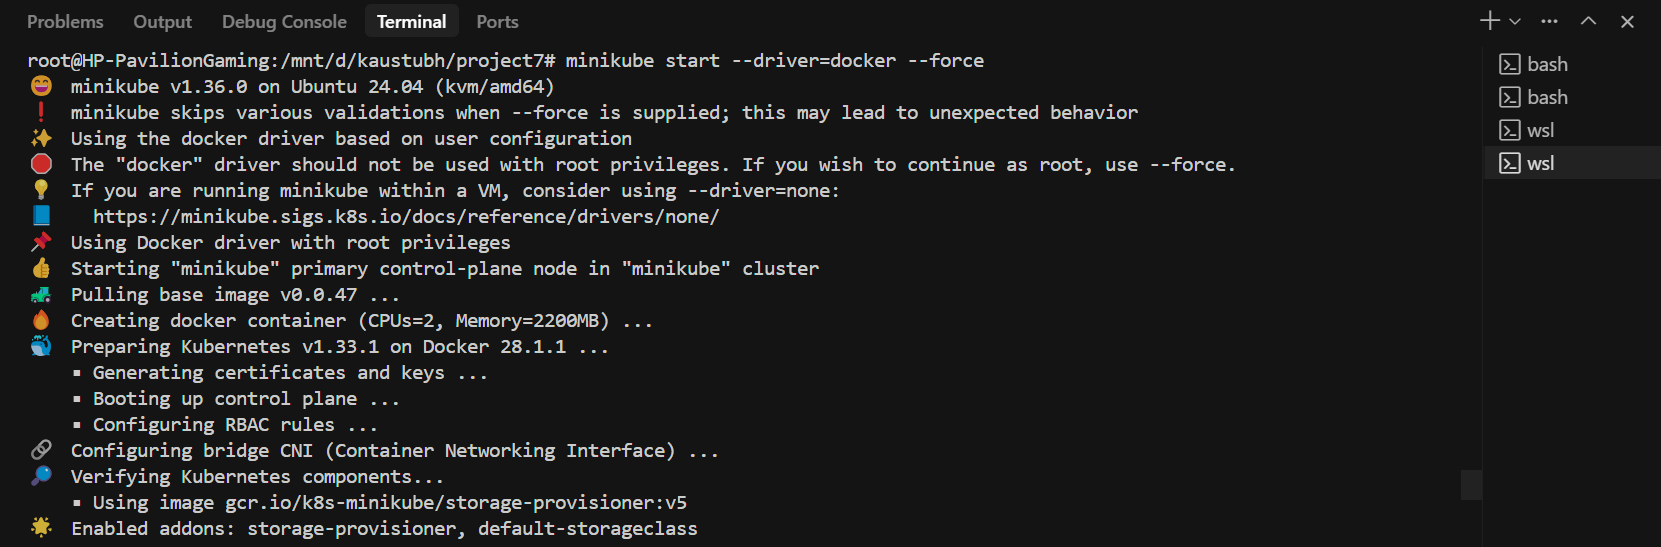 Problems Output Debug Console Terminal Ports
root@HP-PavilionGaming:/mnt/d/kaustubh/project7# minikube start --driver=docker --force
minikube v1.36.0 on Ubuntu 24.04 (kvm/amd64)
minikube skips various validations when --force is supplied; this may lead to unexpected behavior
Using the docker driver based on user configuration
The "docker" driver should not be used with root privileges. If you wish to continue as root, use --force.
If you are running minikube within a VM, consider using --driver=none:
https://minikube.sigs.k8s.io/docs/reference/drivers/none/
Using Docker driver with root privileges
Starting "minikube" primary control-plane node in "minikube" cluster
Pulling base image v0.0.47 ...
Creating docker container (CPUs=2, Memory=2200MB) ...
Preparing Kubernetes v1.33.1 on Docker 28.1.1 ...
▪ Generating certificates and keys ...
▪ Booting up control plane ...
▪ Configuring RBAC rules ...
Configuring bridge CNI (Container Networking Interface) ...
Verifying Kubernetes components...
▪ Using image gcr.io/k8s-minikube/storage-provisioner:v5
Enabled addons: storage-provisioner, default-storageclass
bash
bash
wsl
wsl